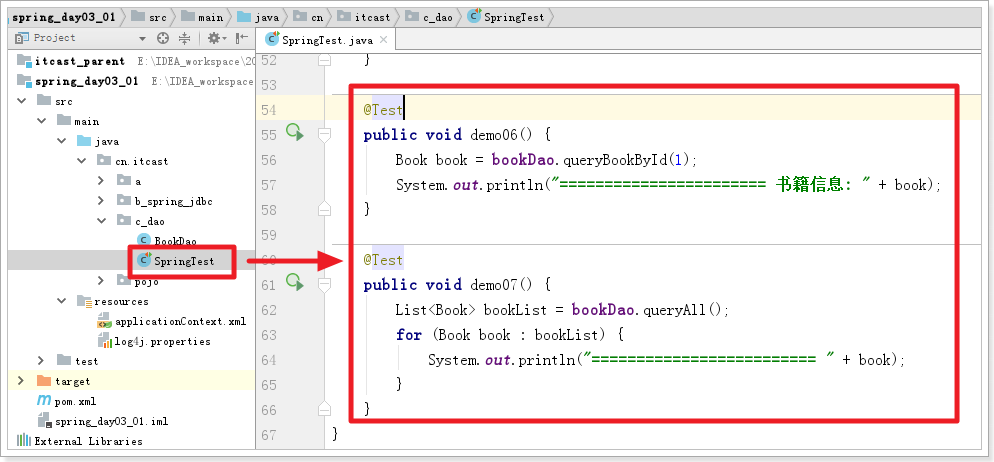 spring_day03_01 src main java cn itcast c_dao SpringTest
Project
SpringTest.java
itcast_parent E:\IDEA_workspace\20
spring_day03_01 E:\IDEA_workspace\
src
main
java
cn.itcast
a
b_spring_jdbc
c_dao
BookDao
SpringTest
pojo
resources
applicationContext.xml
log4j.properties
test
target
pom.xml
spring_day03_01.iml
External Libraries
52 }
53
54 @Test
55 public void demo06() {
56 Book book = bookDao.queryBookById(1);
57 System.out.println("======================= 书籍信息: " + book);
58 }
59
60 @Test
61 public void demo07() {
62 List<Book> bookList = bookDao.queryAll();
63 for (Book book : bookList) {
64 System.out.println("========================= " + book);
65 }
66 }
67 }